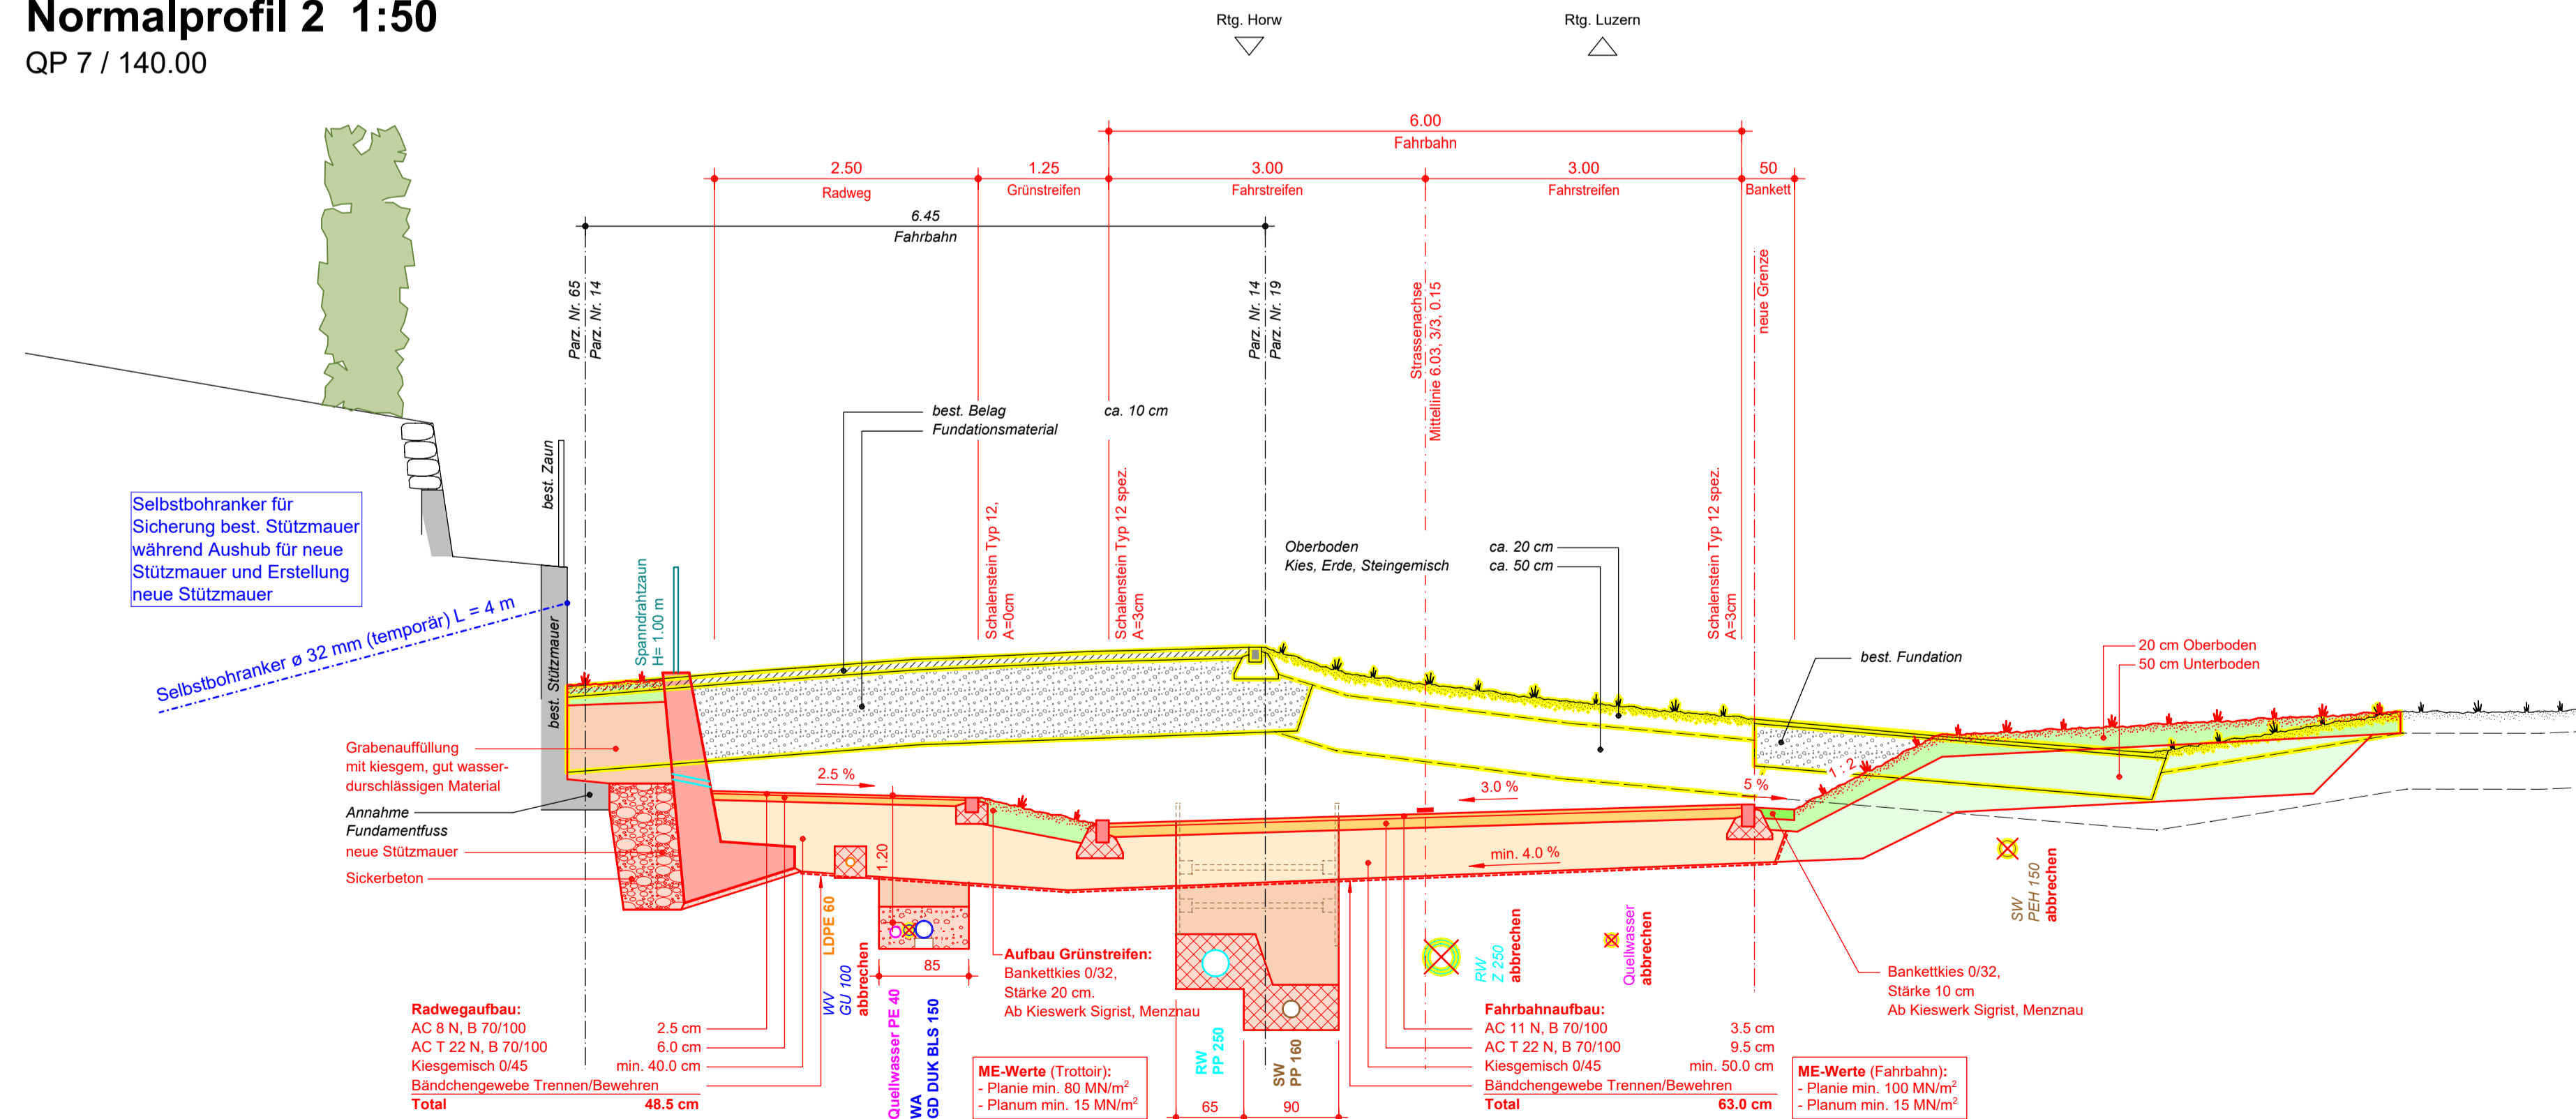 Normalprofil 2  1:50
QP 7 / 140.00
Rtg. Horw
Rtg. Luzern
6.00
Fahrbahn
2.50
Radweg
1.25
Grünstreifen
3.00
Fahrstreifen
3.00
Fahrstreifen
50
Bankett
6.45
Fahrbahn
Parz. Nr. 65
Parz. Nr. 14
Parz. Nr. 14
Parz. Nr. 19
Strassenachse
Mittellinie 6.03, 3/3, 0.15
neue Grenze
best. Belag ca. 10 cm
Fundationsmaterial
best. Zaun
Selbstbohranker für
Sicherung best. Stützmauer
während Aushub für neue
Stützmauer und Erstellung
neue Stützmauer
Selbstbohranker ø 32 mm (temporär) L = 4 m
best. Stützmauer
Spanndrahtzaun
H= 1.00 m
Schalenstein Typ 12,
A=0cm
Schalenstein Typ 12 spez.
A=3cm
Oberboden ca. 20 cm
Kies, Erde, Steingemisch ca. 50 cm
Schalenstein Typ 12 spez.
A=3cm
best. Fundation
20 cm Oberboden
50 cm Unterboden
Grabenauffüllung
mit kiesgem, gut wasser-
durschlässigen Material
Annahme
Fundamentfuss
neue Stützmauer
Sickerbeton
2.5 %
3.0 %
5 %
1 : 2
min. 4.0 %
1.20
LDPE 60
WV
GU 100
abbrechen
85
Quellwasser PE 40
WA
GD DUK BLS 150
Aufbau Grünstreifen:
Bankettkies 0/32,
Stärke 20 cm.
Ab Kieswerk Sigrist, Menznau
RW
PP 250
SW
PP 160
65
90
RW
Z 250
abbrechen
Quellwasser
abbrechen
SW
PEH 150
abbrechen
Bankettkies 0/32,
Stärke 10 cm
Ab Kieswerk Sigrist, Menznau
Radwegaufbau:
AC 8 N, B 70/100 2.5 cm
AC T 22 N, B 70/100 6.0 cm
Kiesgemisch 0/45 min. 40.0 cm
Bändchengewebe Trennen/Bewehren
Total 48.5 cm
ME-Werte (Trottoir):
- Planie min. 80 MN/m²
- Planum min. 15 MN/m²
Fahrbahnaufbau:
AC 11 N, B 70/100 3.5 cm
AC T 22 N, B 70/100 9.5 cm
Kiesgemisch 0/45 min. 50.0 cm
Bändchengewebe Trennen/Bewehren
Total 63.0 cm
ME-Werte (Fahrbahn):
- Planie min. 100 MN/m²
- Planum min. 15 MN/m²